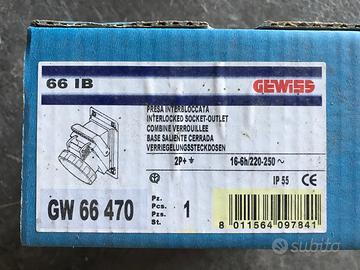 66 IB
GEWISS
PRESA INTERBLOCCATA
INTERLOCKED SOCKET-OUTLET
COMBINE VERROUILLEE
BASE SALIENTE CERRADA
VERRIEGELUNGSSTECKDOSEN
2P+ 16-6h/220-250 ~
IP 55 CE
GW 66 470
Pz.
Pcs.
Pzs.
St.
1
8 011564 097841
subito